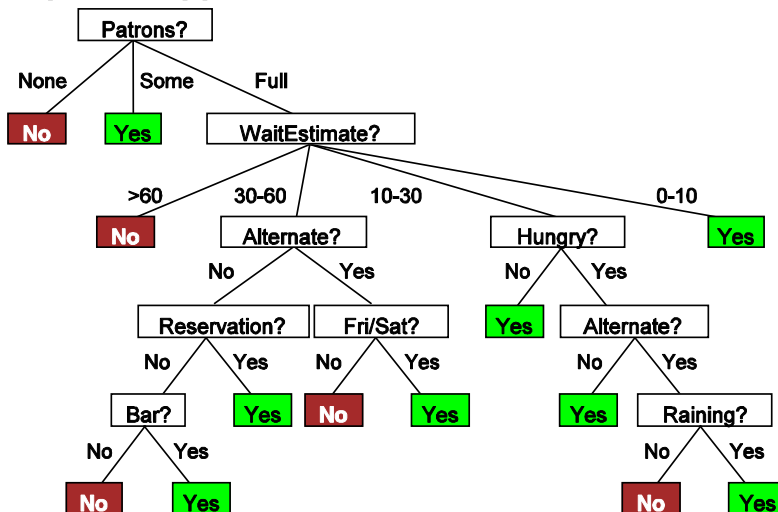 Patrons?
None Some Full
No Yes WaitEstimate?
>60 30-60 10-30 0-10
No Alternate? Hungry? Yes
No Yes No Yes
Reservation? Fri/Sat? Yes Alternate?
No Yes No Yes No Yes
Bar? Yes No Yes Yes Raining?
No Yes No Yes
No Yes No Yes